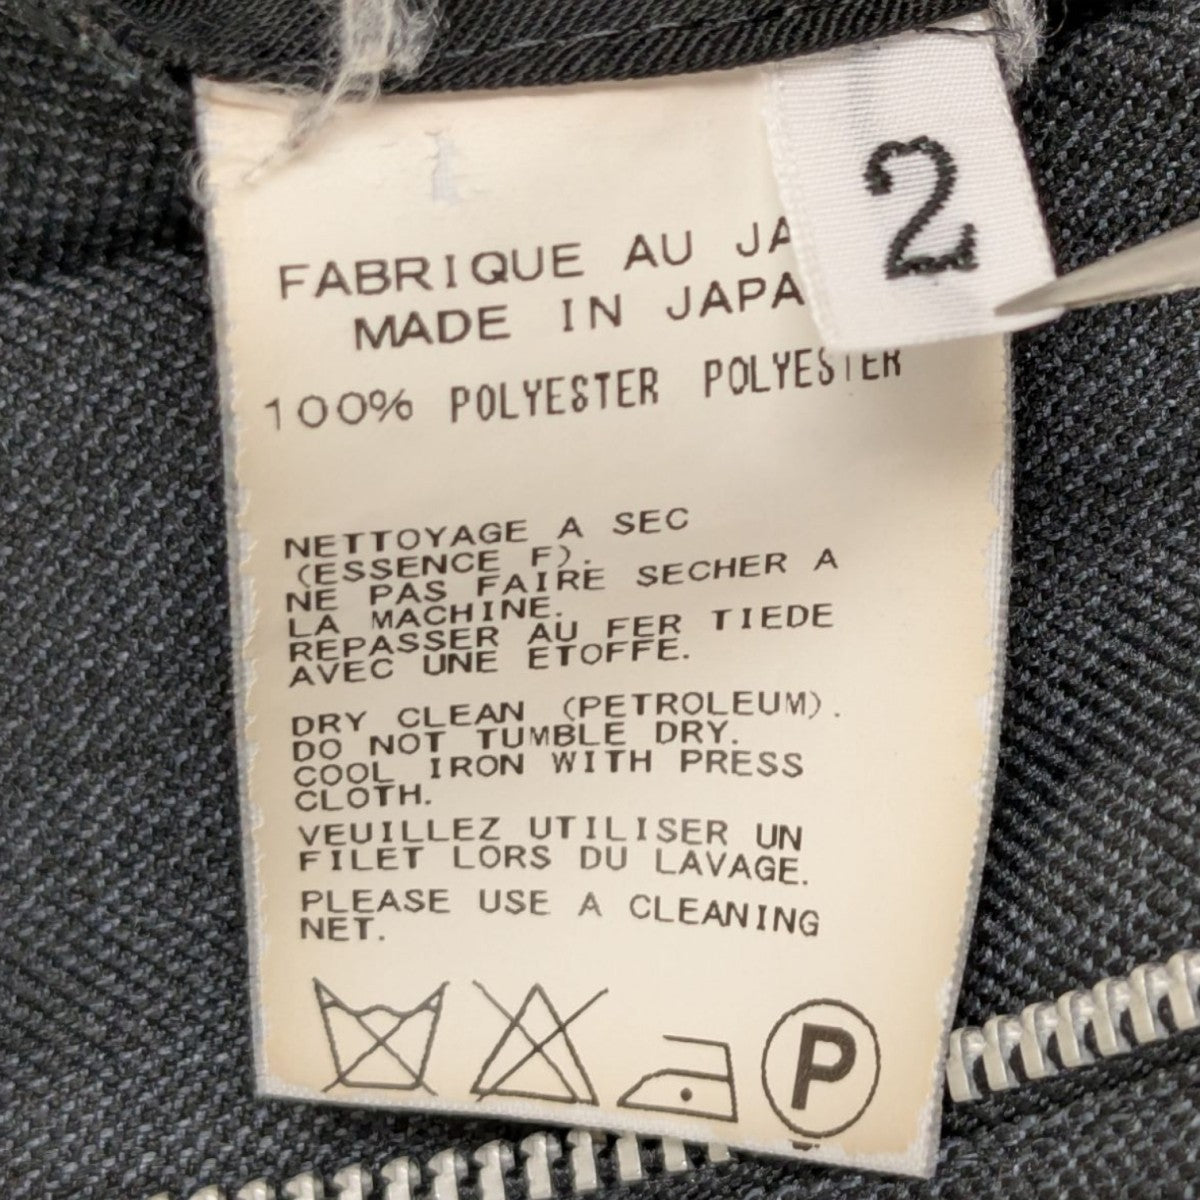 2
FABRIQUE AU JA
MADE IN JAPA
100% POLYESTER POLYESTER
NETTOYAGE A SEC
(ESSENCE F).
NE PAS FAIRE SECHER A
LA MACHINE.
REPASSER AU FER TIEDE
AVEC UNE ETOFFE.
DRY CLEAN (PETROLEUM).
DO NOT TUMBLE DRY.
COOL IRON WITH PRESS
CLOTH.
VEUILLEZ UTILISER UN
FILET LORS DU LAVAGE.
PLEASE USE A CLEANING
NET.
P